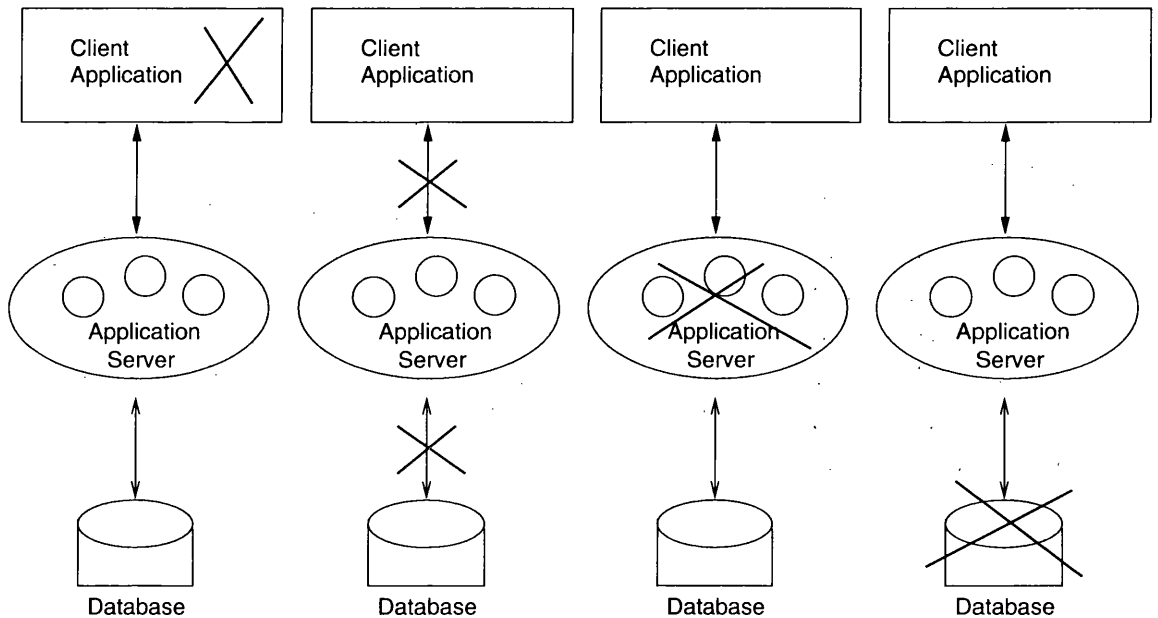 Client
Application
Client
Application
Client
Application
Client
Application
Application
Server
Application
Server
Application
Server
Application
Server
Database
Database
Database
Database